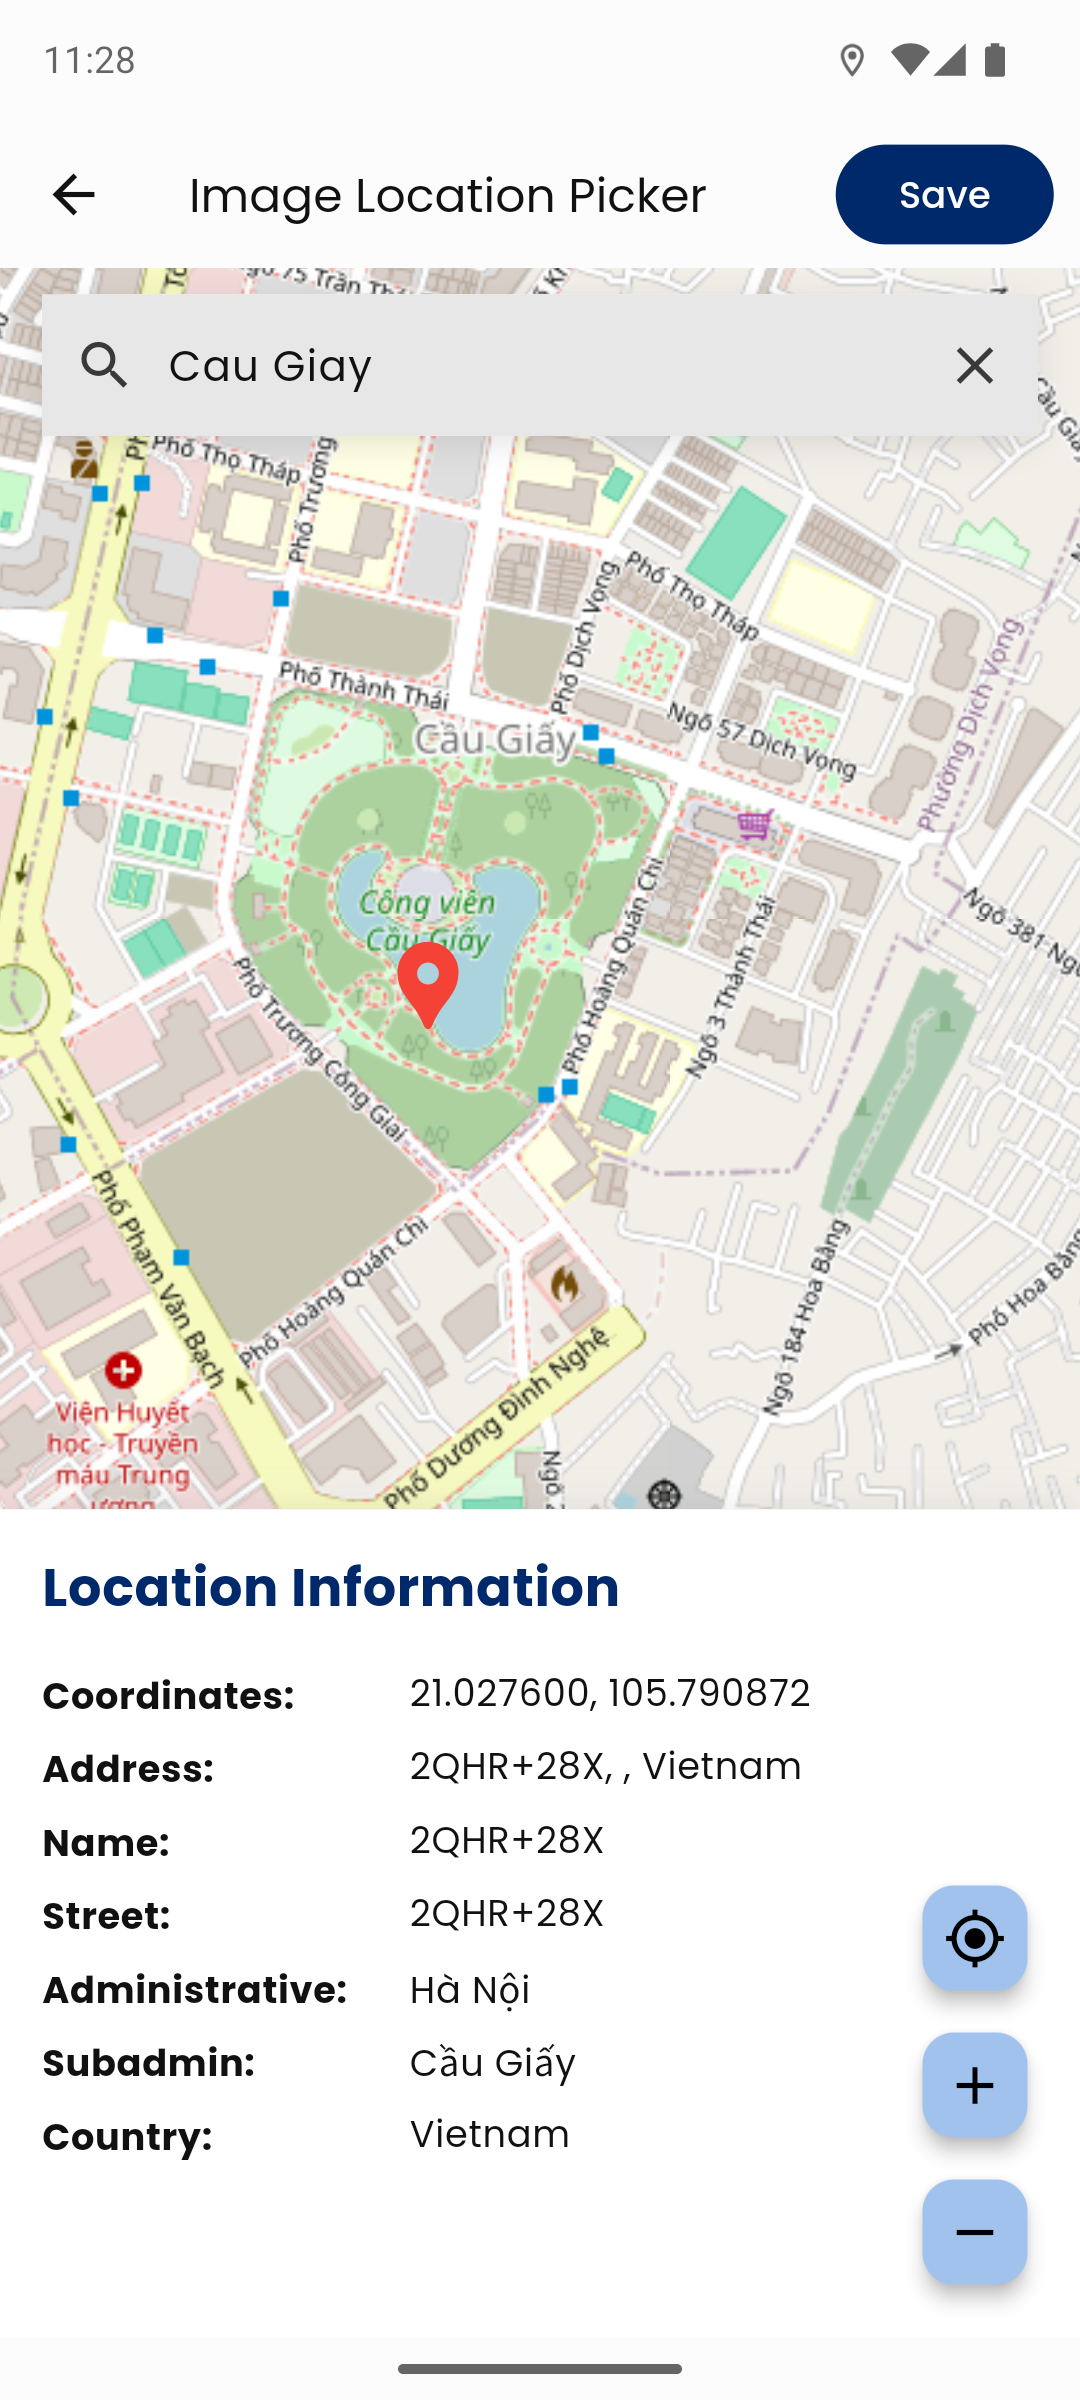 11:28
Image Location Picker
Save
Cau Giay
Phố Thọ Tháp
Phố Trương
Phố Thọ Tháp
Phố Dịch Vọng
Phố Thành Thái
Cầu Giấy
Ngõ 57 Dịch Vọng
Phường Dịch Vọng
Công viên
Cầu Giấy
Phố Hoàng Quán Chi
Ngõ 3 Thành Thái
Ngõ 381
Phố Trương Công Giai
Phố Phạm Văn Bạch
Phố Hoàng Quán Chi
Ngõ 184 Hoa Bằng
Phố Hoa Bằng
Phố Dương Đình Nghệ
Viện Huyết
học - Truyền
máu Trung
ương
Location Information
Coordinates: 21.027600, 105.790872
Address: 2QHR+28X, , Vietnam
Name: 2QHR+28X
Street: 2QHR+28X
Administrative: Hà Nội
Subadmin: Cầu Giấy
Country: Vietnam